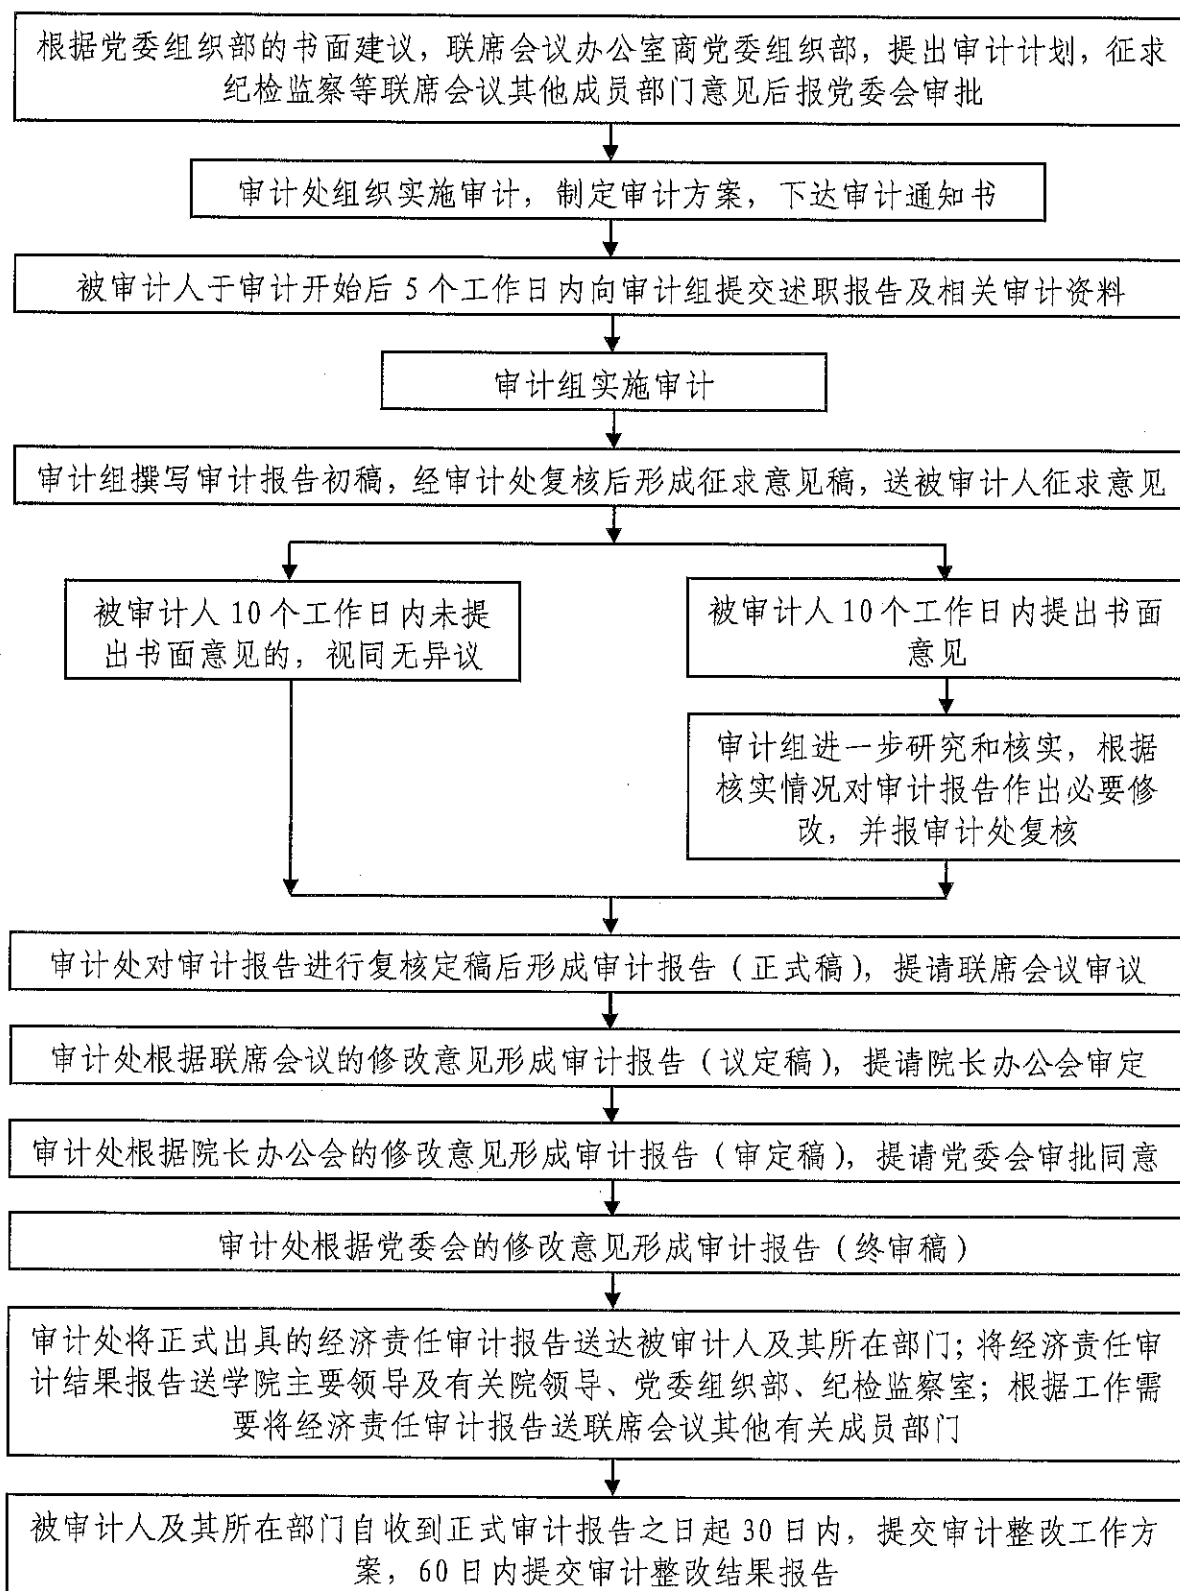 根据党委组织部的书面建议，联席会议办公室商党委组织部，提出审计计划，征求
纪检监察等联席会议其他成员部门意见后报党委会审批
审计处组织实施审计，制定审计方案，下达审计通知书
被审计人于审计开始后 5 个工作日内向审计组提交述职报告及相关审计资料
审计组实施审计
审计组撰写审计报告初稿，经审计处复核后形成征求意见稿，送被审计人征求意见
被审计人 10 个工作日内未提
出书面意见的，视同无异议
被审计人 10 个工作日内提出书面
意见
审计组进一步研究和核实，根据
核实情况对审计报告作出必要修
改，并报审计处复核
审计处对审计报告进行复核定稿后形成审计报告（正式稿），提请联席会议审议
审计处根据联席会议的修改意见形成审计报告（议定稿），提请院长办公会审定
审计处根据院长办公会的修改意见形成审计报告（审定稿），提请党委会审批同意
审计处根据党委会的修改意见形成审计报告（终审稿）
审计处将正式出具的经济责任审计报告送达被审计人及其所在部门；将经济责任审
计结果报告送学院主要领导及有关院领导、党委组织部、纪检监察室；根据工作需
要将经济责任审计报告送联席会议其他有关成员部门
被审计人及其所在部门自收到正式审计报告之日起 30 日内，提交审计整改工作方
案，60 日内提交审计整改结果报告